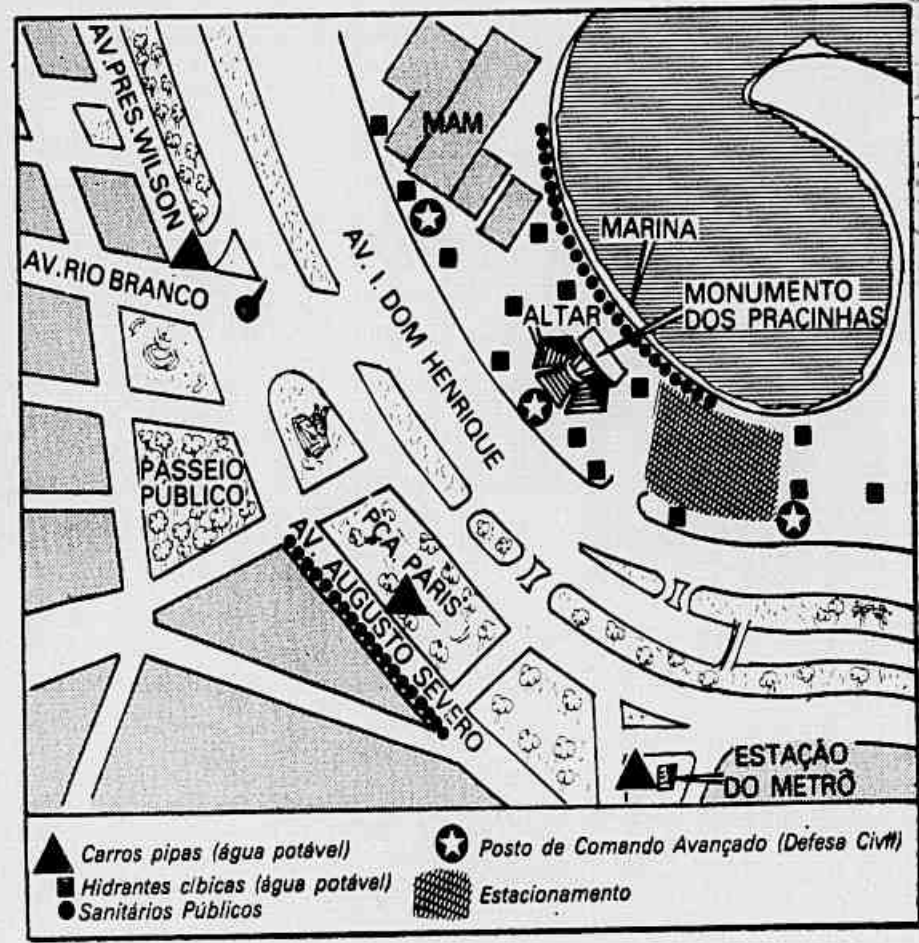 AV. PRES. WILSON
MAM
AV. RIO BRANCO
AV. I. DOM HENRIQUE
MARINA
MONUMENTO
DOS PRACINHAS
ALTAR
PASSEIO
PÚBLICO
PÇA. PARIS
AV. AUGUSTO SEVERO
ESTAÇÃO
DO METRÔ
Carros pipas (água potável)
Posto de Comando Avançado (Defesa Civil)
Hidrantes c/bicas (água potável)
Estacionamento
Sanitários Públicos